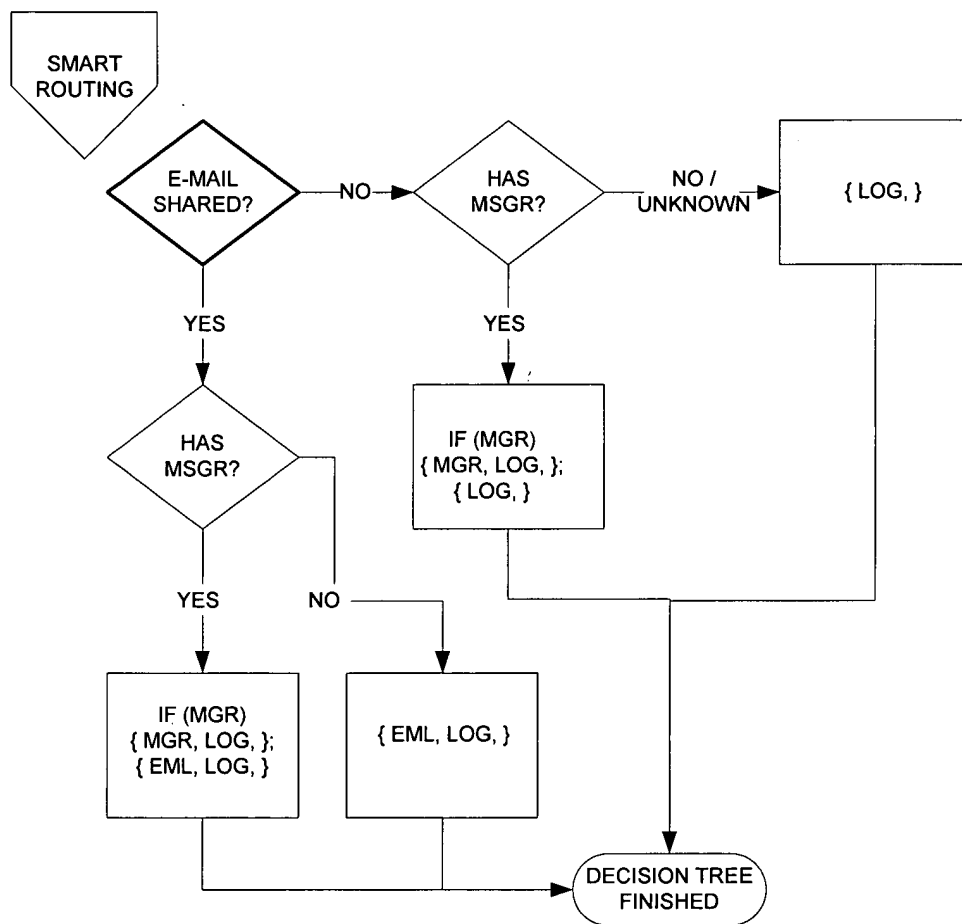 SMART
ROUTING
E-MAIL
SHARED?
NO
HAS
MSGR?
NO /
UNKNOWN
{ LOG, }
YES
YES
HAS
MSGR?
IF (MGR)
{ MGR, LOG, };
{ LOG, }
YES
NO
IF (MGR)
{ MGR, LOG, };
{ EML, LOG, }
{ EML, LOG, }
DECISION TREE
FINISHED